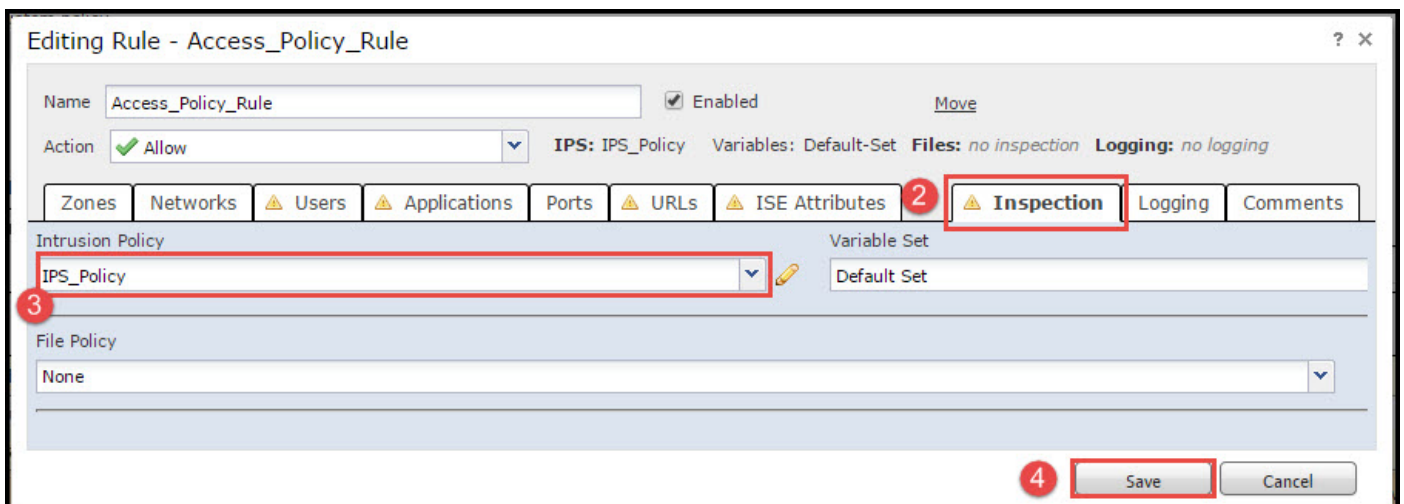 Editing Rule - Access_Policy_Rule ? ×
Name Access_Policy_Rule Enabled Move
Action Allow IPS: IPS_Policy Variables: Default-Set Files: no inspection Logging: no logging
Zones Networks Users Applications Ports URLs ISE Attributes 2 Inspection Logging Comments
Intrusion Policy Variable Set
IPS_Policy Default Set
3
File Policy
None
4 Save Cancel